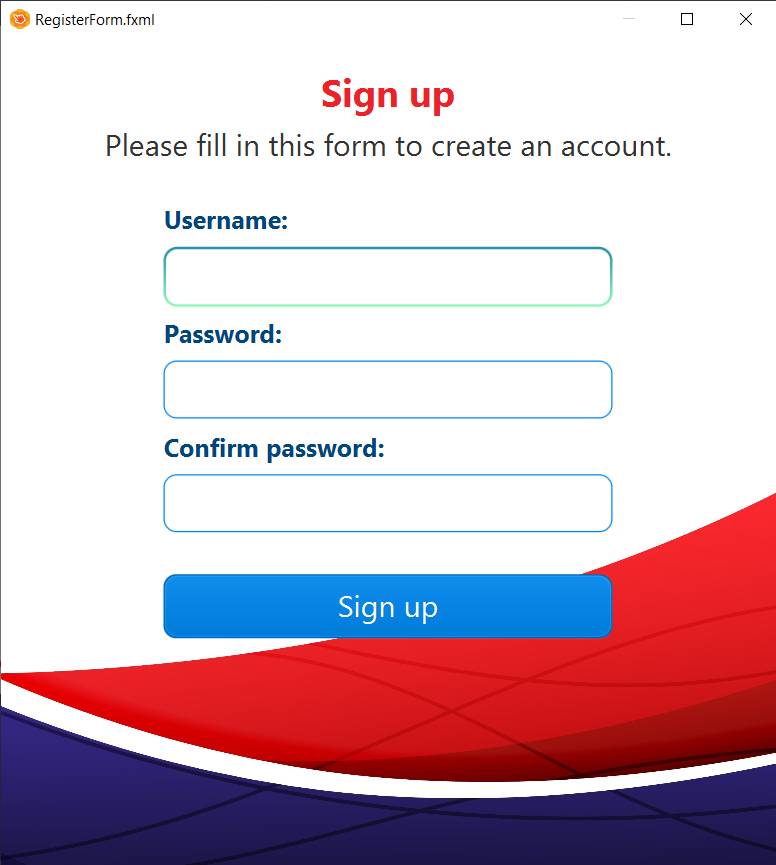 RegisterForm.fxml
Sign up
Please fill in this form to create an account.
Username:
Password:
Confirm password:
Sign up